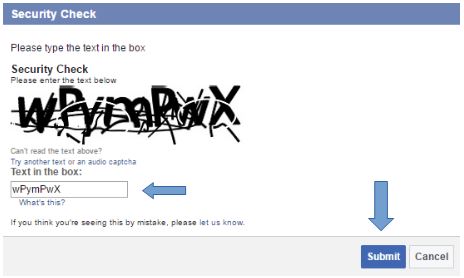 Security Check
Please type the text in the box
Security Check
Please enter the text below
Can't read the text above?
Try another text or an audio captcha
Text in the box:
wPymPwX
What's this?
If you think you're seeing this by mistake, please let us know.
Submit Cancel